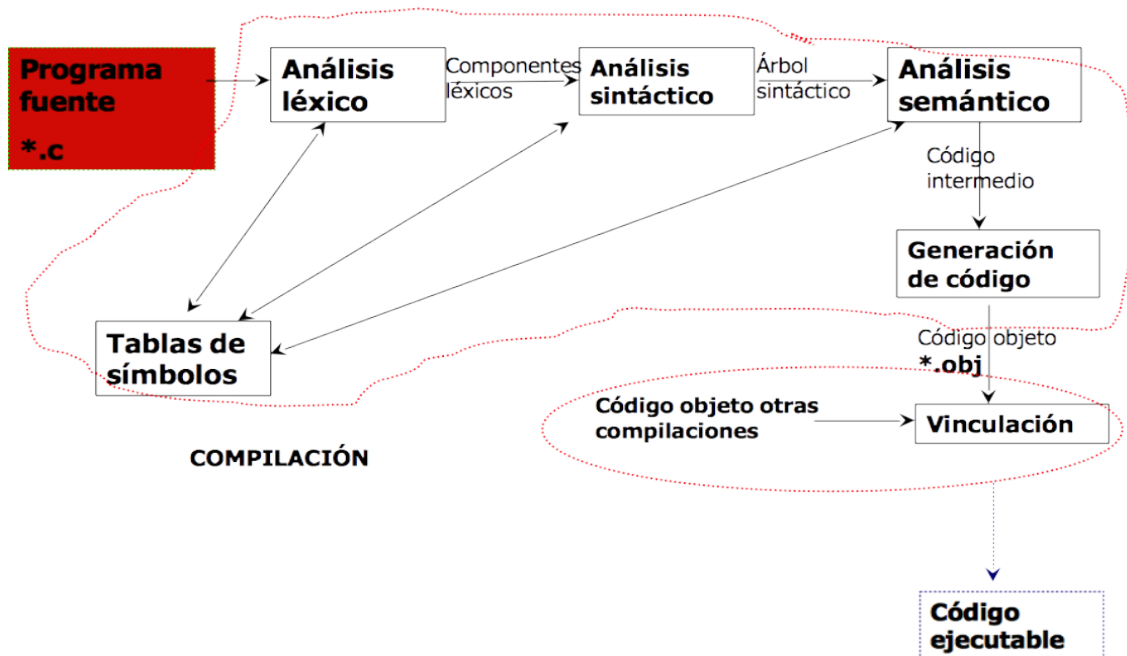 Programa
fuente
*.c
Análisis
léxico
Componentes
léxicos
Análisis
sintáctico
Árbol
sintáctico
Análisis
semántico
Código
intermedio
Generación
de código
Tablas de
símbolos
Código objeto
*.obj
Código objeto otras
compilaciones
Vinculación
COMPILACIÓN
Código
ejecutable